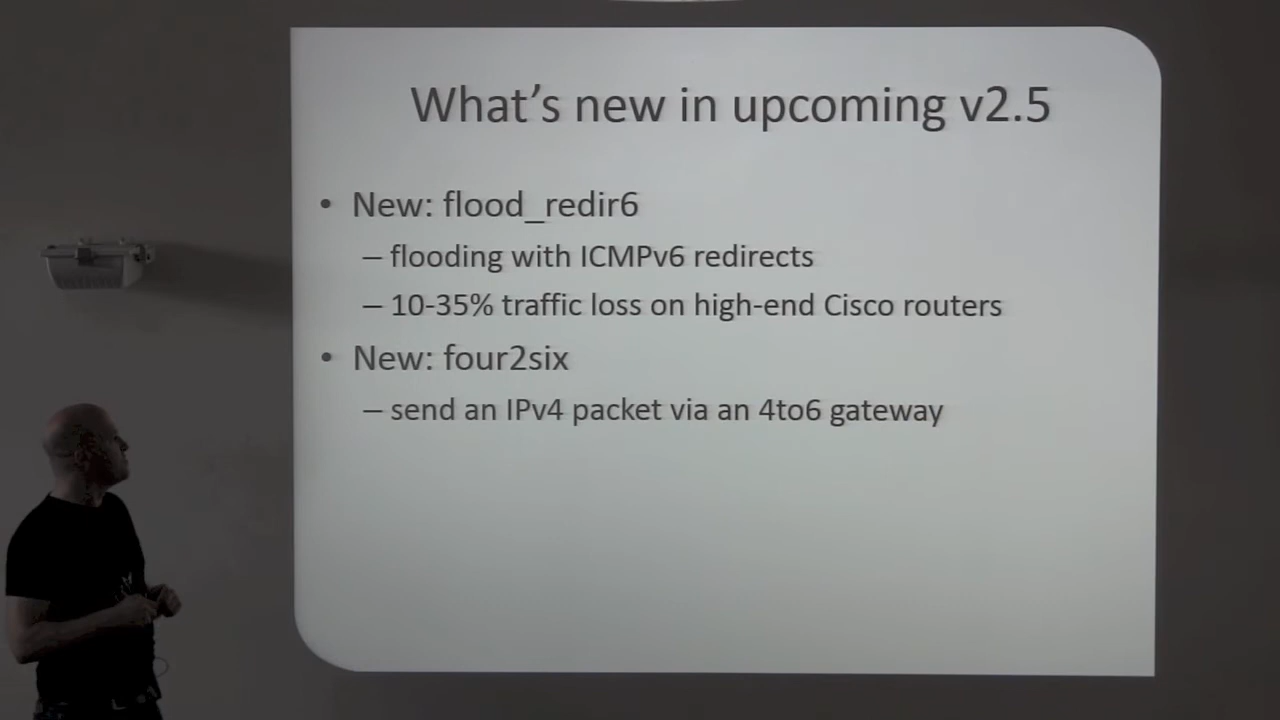 What's new in upcoming v2.5
• New: flood_redir6
– flooding with ICMPv6 redirects
– 10-35% traffic loss on high-end Cisco routers
• New: four2six
– send an IPv4 packet via an 4to6 gateway